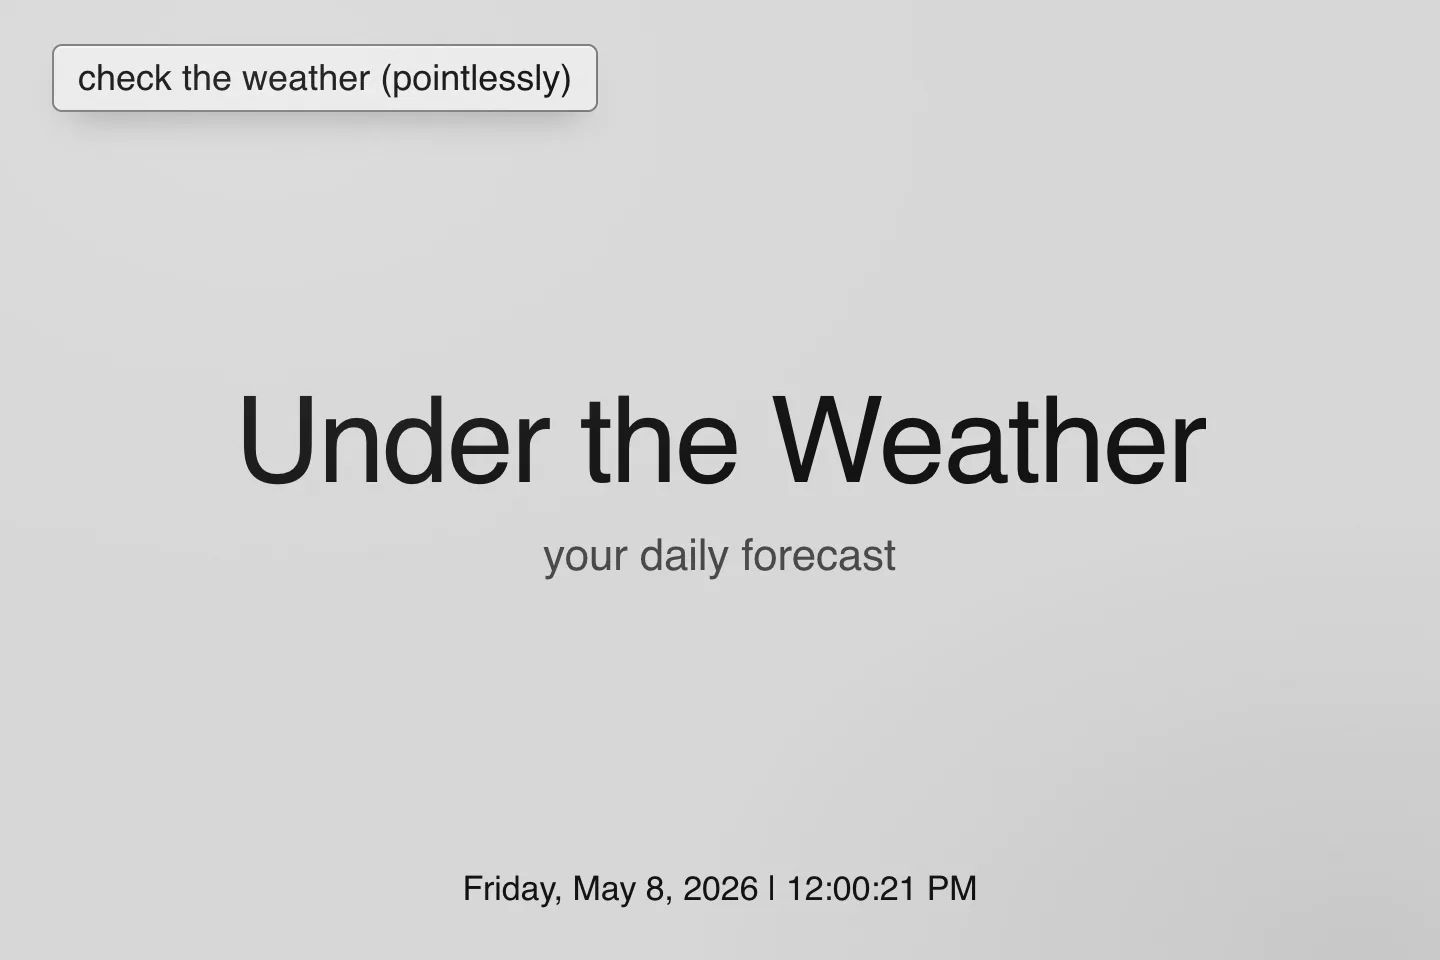 check the weather (pointlessly)
Under the Weather
your daily forecast
Friday, May 8, 2026 | 12:00:21 PM